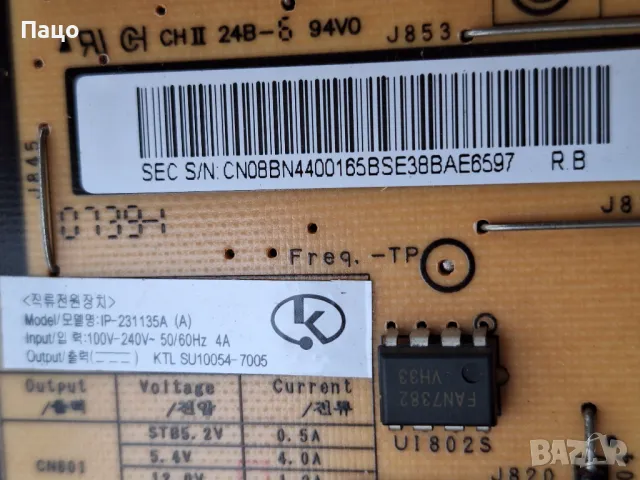 Пацо
CH II 24B-6 94V0
J853
SEC S/N: CN08BN4400165BSE38BAE6597 R.B
J845
0739H
Freq. -TP
<직류전원장치>
Model/모델명:IP-231135A (A)
Input/입 력:100V-240V~ 50/60Hz 4A
Output/출력( ) KTL SU10054-7005
K
Output Voltage Current
/출력 /전압 /전류
STB5.2V 0.5A
CN801 5.4V 4.0A
FAN7382
VH33
U1802S
J820
bazar